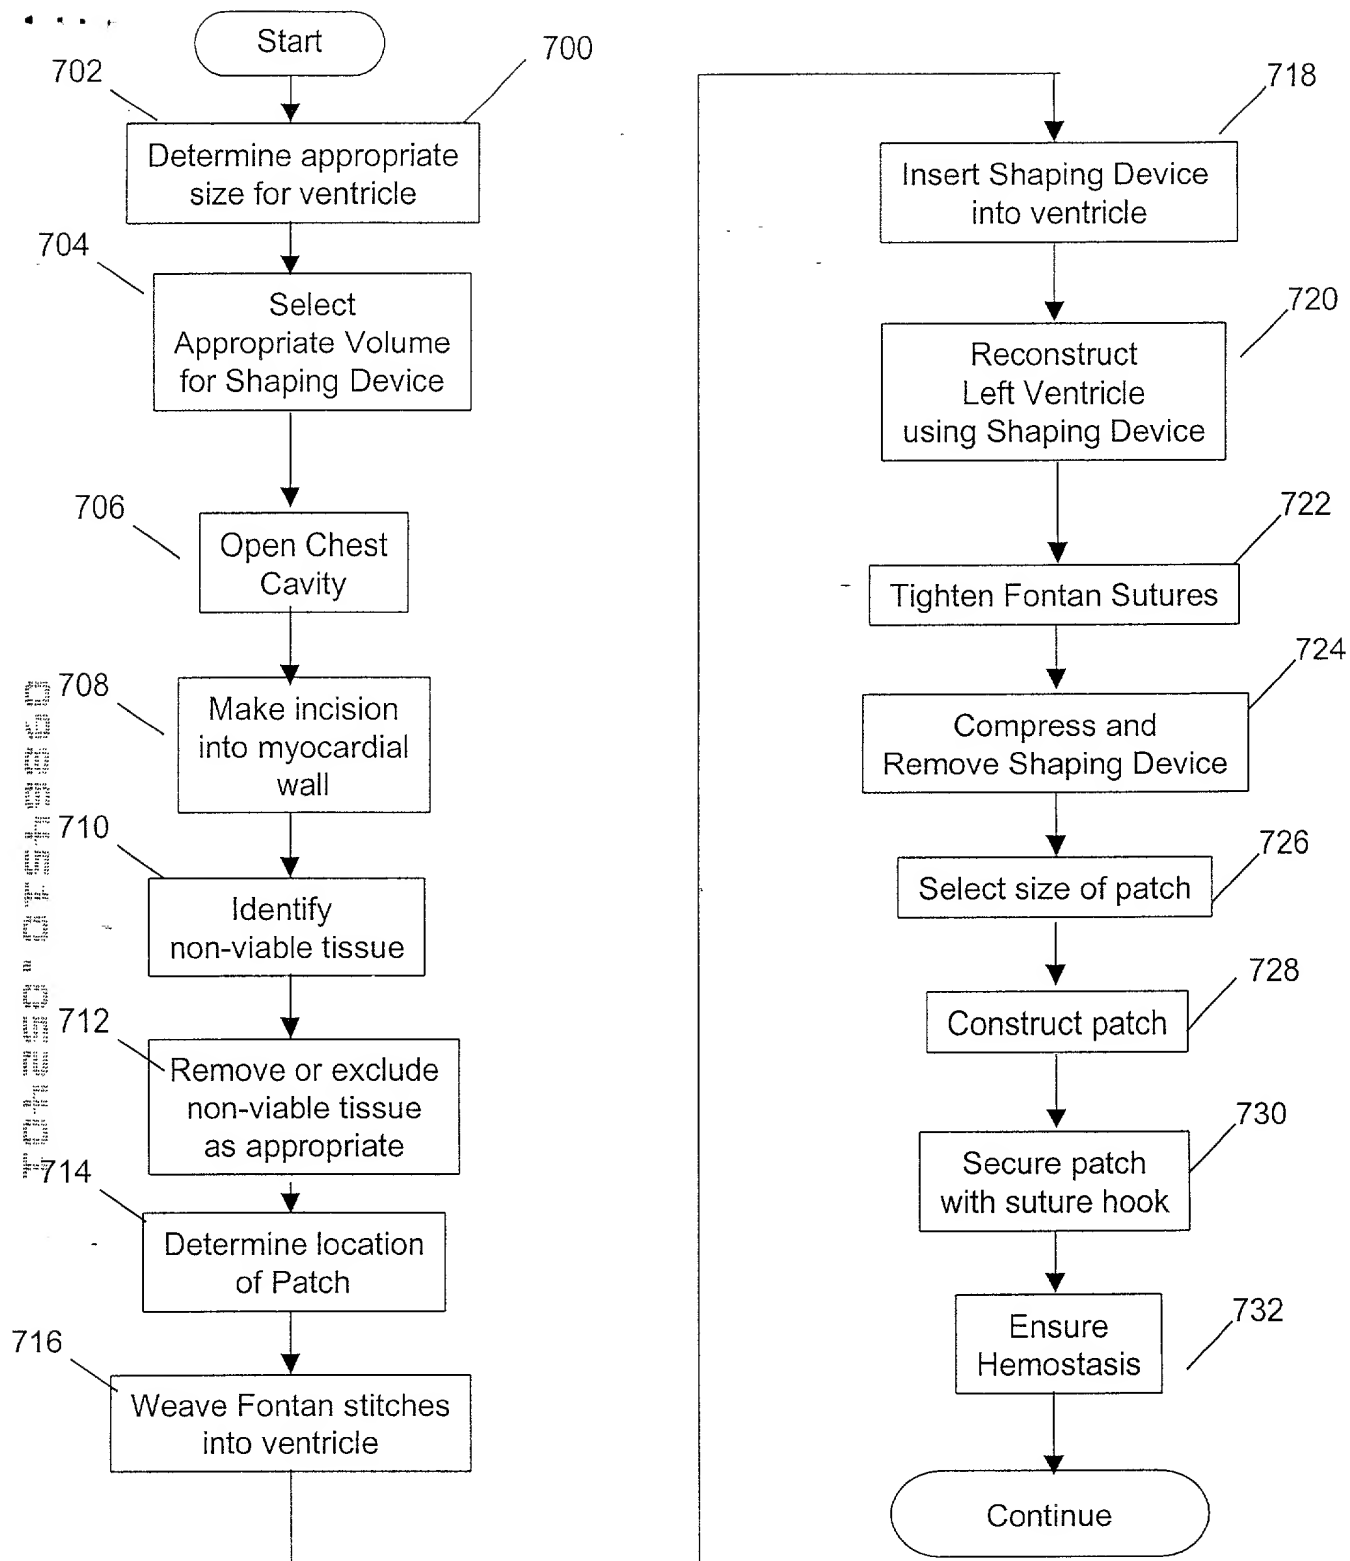 Start
700
702
Determine appropriate
size for ventricle
704
Select
Appropriate Volume
for Shaping Device
706
Open Chest
Cavity
708
Make incision
into myocardial
wall
710
Identify
non-viable tissue
712
Remove or exclude
non-viable tissue
as appropriate
714
Determine location
of Patch
716
Weave Fontan stitches
into ventricle
718
Insert Shaping Device
into ventricle
720
Reconstruct
Left Ventricle
using Shaping Device
722
Tighten Fontan Sutures
724
Compress and
Remove Shaping Device
726
Select size of patch
728
Construct patch
730
Secure patch
with suture hook
732
Ensure
Hemostasis
Continue